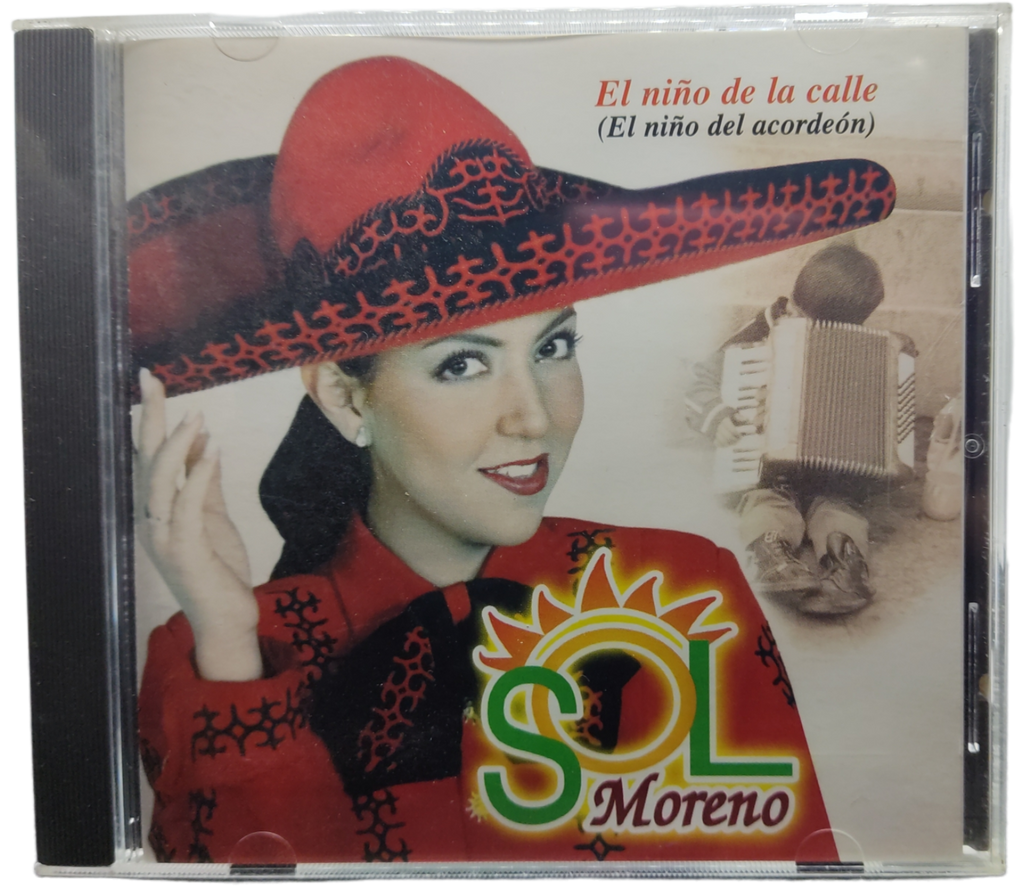 El niño de la calle
(El niño del acordeón)
SOL
Moreno